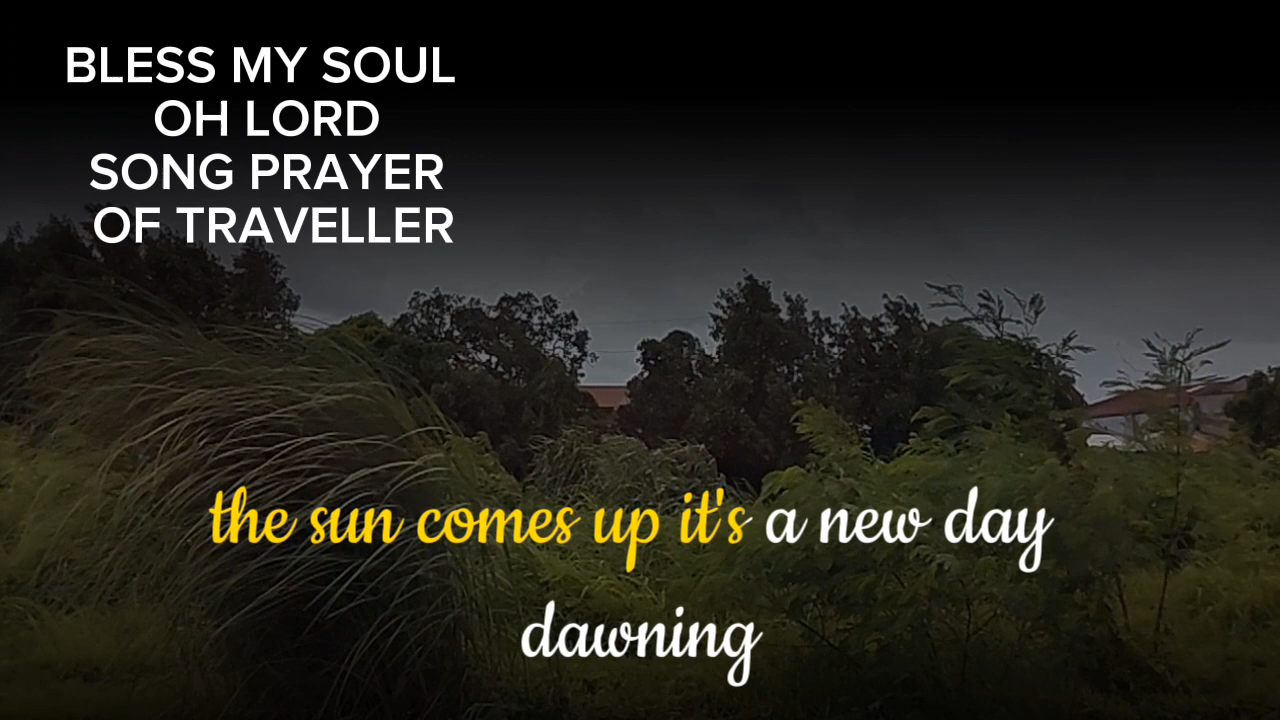 BLESS MY SOUL
OH LORD
SONG PRAYER
OF TRAVELLER
the sun comes up it's a new day
dawning